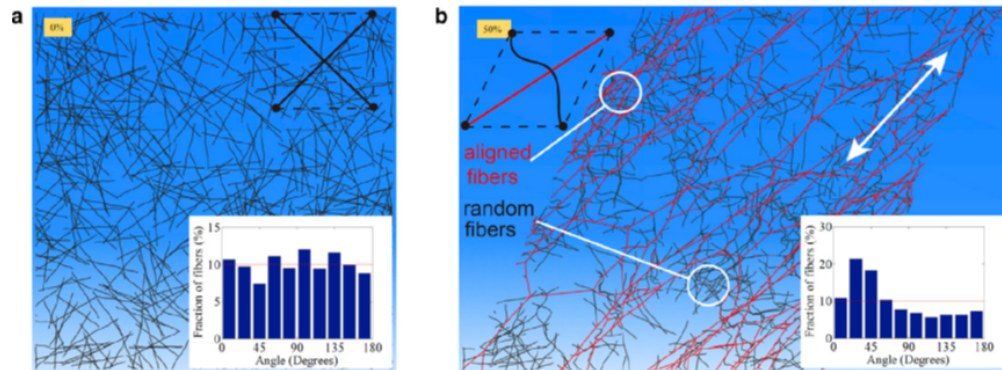 a
0%
15
10
5
0
Fraction of fibers (%)
0 45 90 135 180
Angle (Degrees)
b
50%
aligned
fibers
random
fibers
30
20
10
0
Fraction of fibers (%)
0 45 90 135 180
Angle (Degrees)